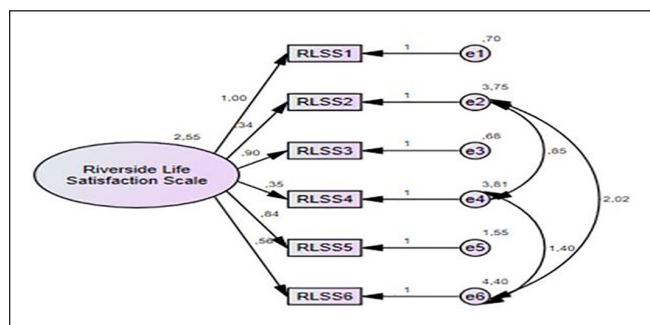 ,70
RLSS1
1
e1
1,00
3,75
RLSS2
1
e2
2,55
,34
,68
RLSS3
1
e3
,90
,85
Riverside Life
Satisfaction Scale
,35
3,81
RLSS4
1
e4
2,02
,84
1,55
RLSS5
1
e5
1,40
,56
4,40
RLSS6
1
e6